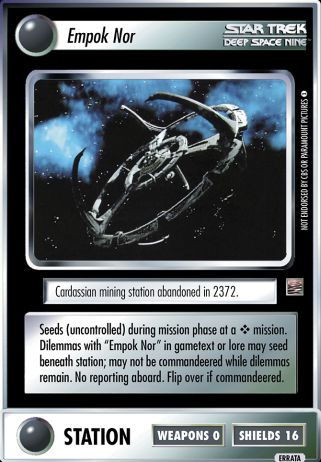 Empok Nor
STAR TREK
DEEP SPACE NINE
NOT ENDORSED BY CBS OR PARAMOUNT PICTURES
Cardassian mining station abandoned in 2372.
Seeds (uncontrolled) during mission phase at a mission.
Dilemmas with "Empok Nor" in gametext or lore may seed
beneath station; may not be commandeered while dilemmas
remain. No reporting aboard. Flip over if commandeered.
STATION
WEAPONS 0
SHIELDS 16
ERRATA